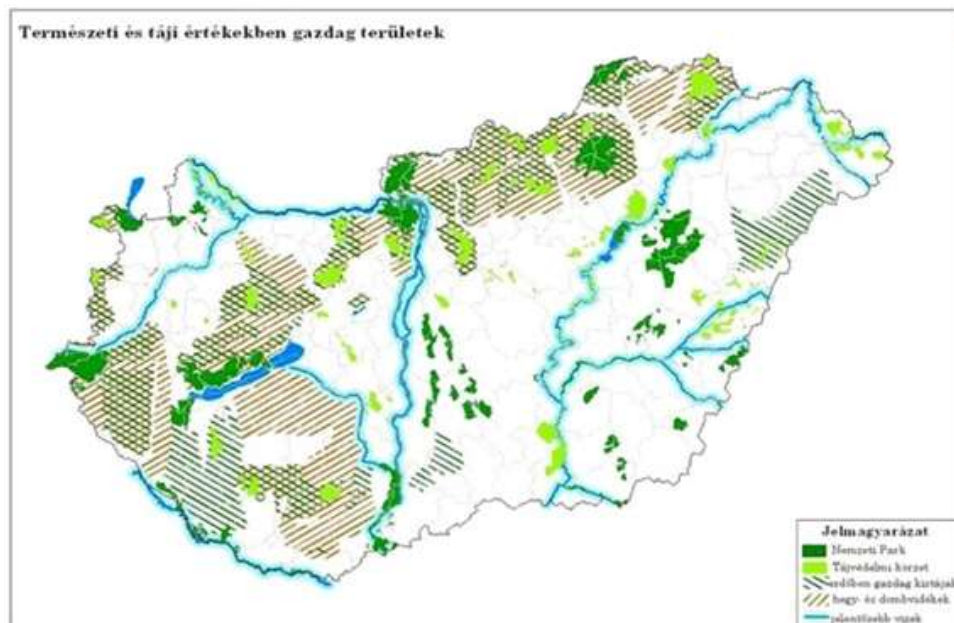 Természeti és táji értékekben gazdag területek
Jelmagyarázat
Nemzeti Park
Tájvédelmi körzet
erdőben gazdag kistájak
hegy- és dombvidékek
jelentősebb vizek